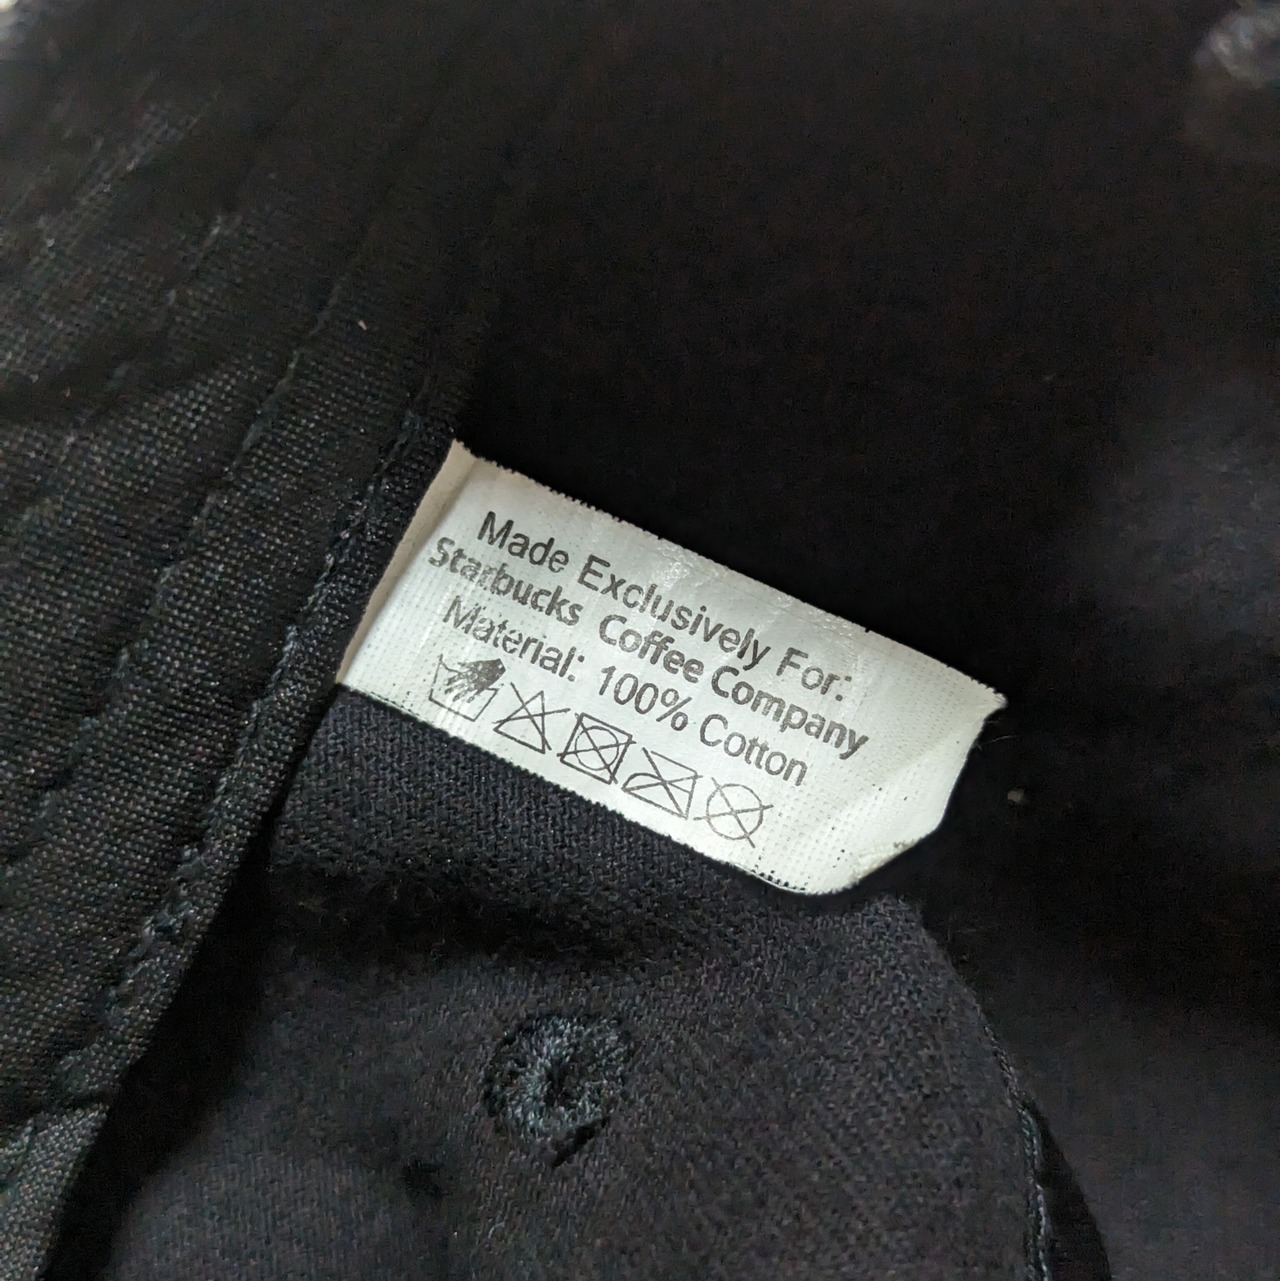 Made Exclusively For:
Starbucks Coffee Company
Material: 100% Cotton